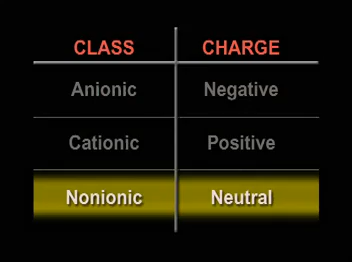 CLASS CHARGE
Anionic Negative
Cationic Positive
Nonionic Neutral